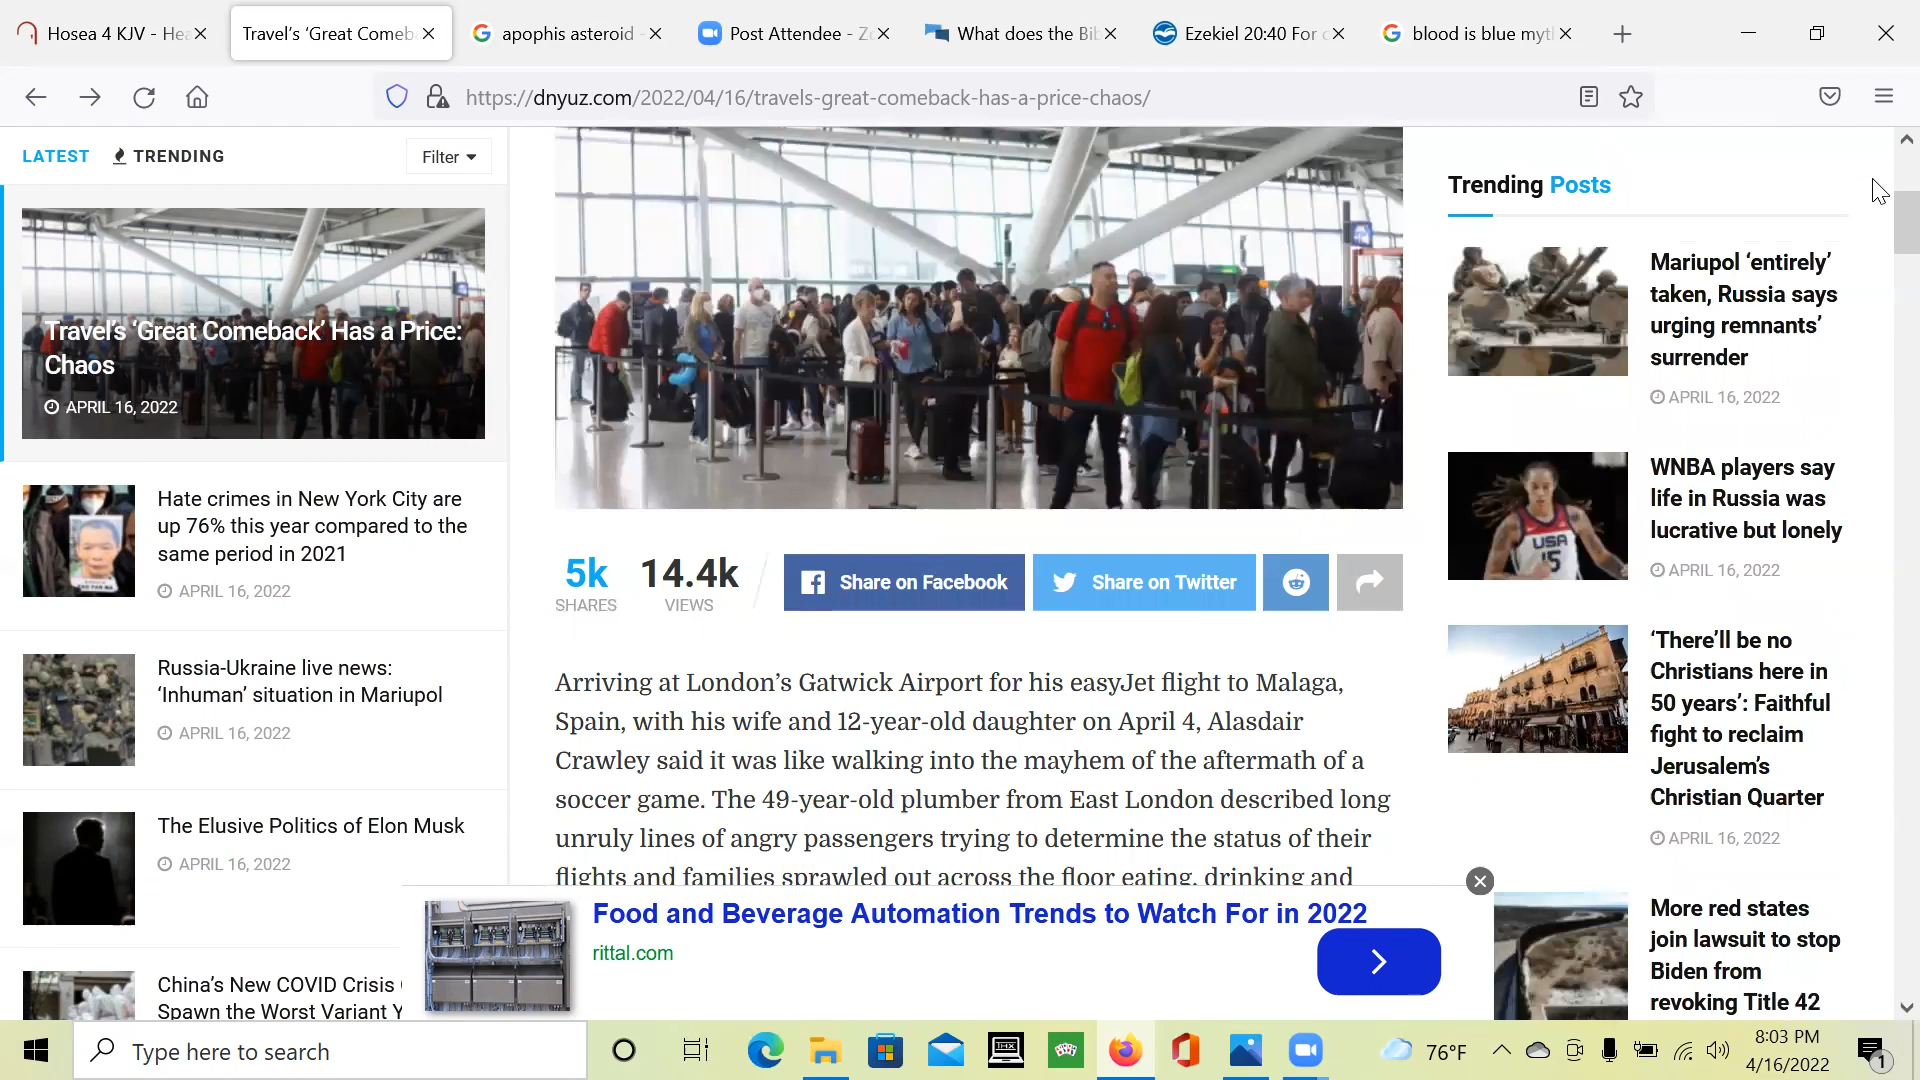 Hosea 4 KJV - Hea
Travel's 'Great Comeb
apophis asteroid -
Post Attendee - Zo
What does the Bib
Ezekiel 20:40 For o
blood is blue myt
https://dnyuz.com/2022/04/16/travels-great-comeback-has-a-price-chaos/
LATEST TRENDING Filter
Travel's 'Great Comeback' Has a Price:
Chaos
APRIL 16, 2022
Hate crimes in New York City are
up 76% this year compared to the
same period in 2021
APRIL 16, 2022
Russia-Ukraine live news:
'Inhuman' situation in Mariupol
APRIL 16, 2022
The Elusive Politics of Elon Musk
APRIL 16, 2022
China's New COVID Crisis
Spawn the Worst Variant Y
5k
SHARES
14.4k
VIEWS
Share on Facebook
Share on Twitter
Arriving at London's Gatwick Airport for his easyJet flight to Malaga,
Spain, with his wife and 12-year-old daughter on April 4, Alasdair
Crawley said it was like walking into the mayhem of the aftermath of a
soccer game. The 49-year-old plumber from East London described long
unruly lines of angry passengers trying to determine the status of their
flights and families sprawled out across the floor eating, drinking and
Food and Beverage Automation Trends to Watch For in 2022
rittal.com
Trending Posts
Mariupol 'entirely'
taken, Russia says
urging remnants'
surrender
APRIL 16, 2022
USA
15
WNBA players say
life in Russia was
lucrative but lonely
APRIL 16, 2022
'There'll be no
Christians here in
50 years': Faithful
fight to reclaim
Jerusalem's
Christian Quarter
APRIL 16, 2022
More red states
join lawsuit to stop
Biden from
revoking Title 42
Type here to search
THX
76°F
8:03 PM
4/16/2022
1